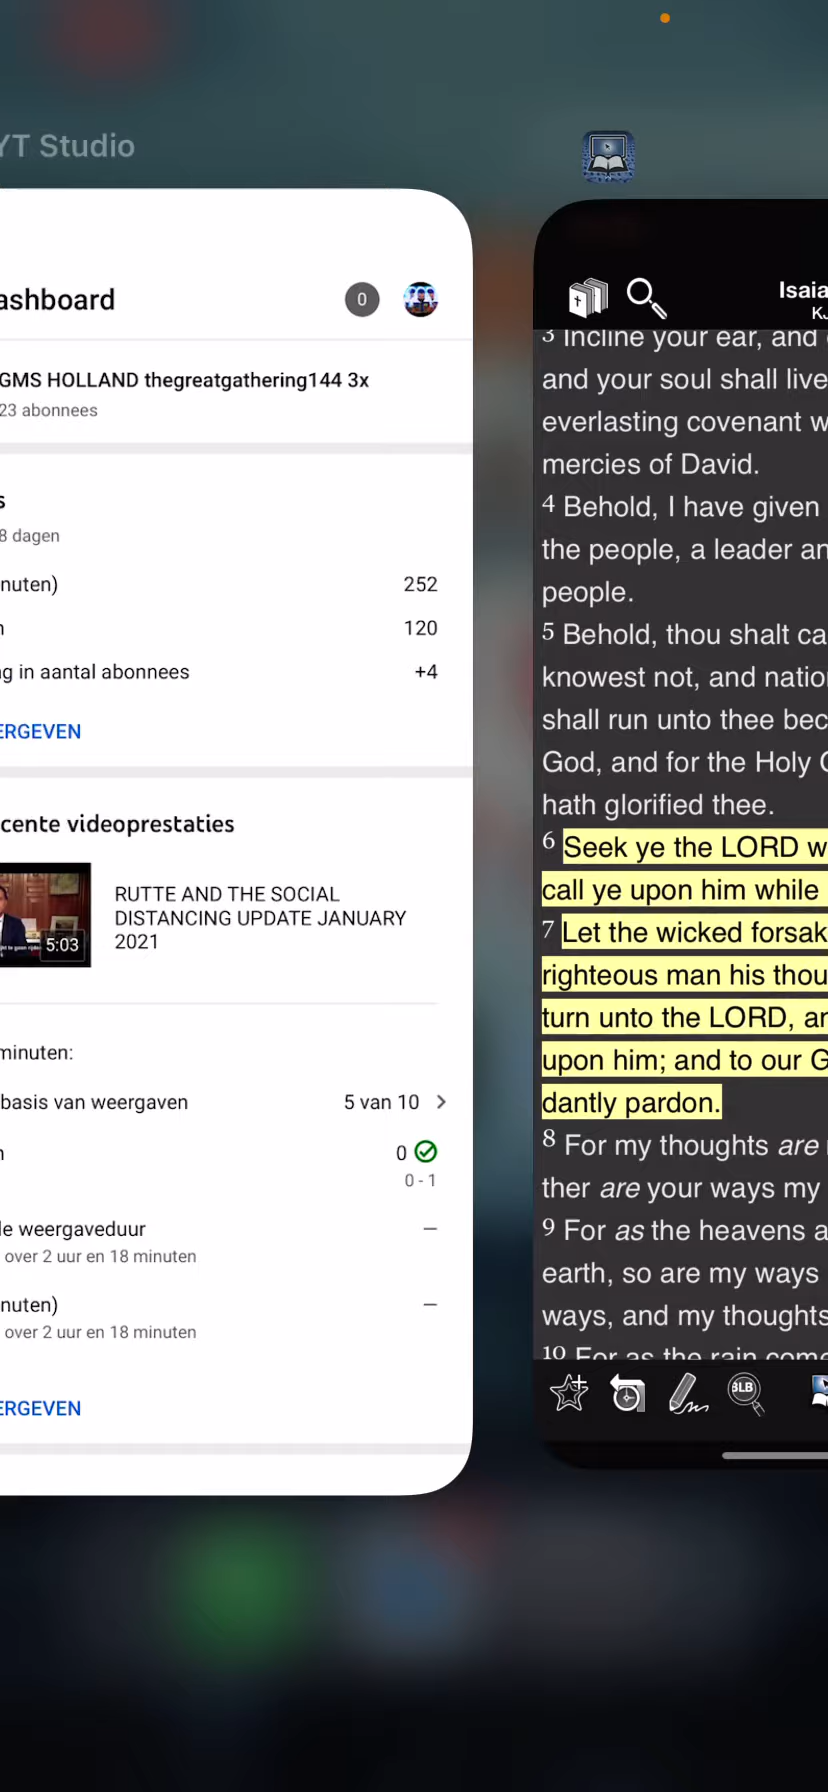 YT Studio
ashboard
0
GMS HOLLAND thegreatgathering144 3x
23 abonnees
s
8 dagen
nuten)
252
n
120
g in aantal abonnees
+4
ERGEVEN
cente videoprestaties
5:03
RUTTE AND THE SOCIAL
DISTANCING UPDATE JANUARY
2021
minuten:
basis van weergaven
5 van 10
n
0
0 - 1
le weergaveduur
–
over 2 uur en 18 minuten
nuten)
–
over 2 uur en 18 minuten
ERGEVEN
Isaia
KJ
3 Incline your ear, and
and your soul shall live
everlasting covenant w
mercies of David.
4 Behold, I have given
the people, a leader an
people.
5 Behold, thou shalt ca
knowest not, and natio
shall run unto thee bec
God, and for the Holy
hath glorified thee.
6 Seek ye the LORD w
call ye upon him while
7 Let the wicked forsak
righteous man his thou
turn unto the LORD, an
upon him; and to our G
dantly pardon.
8 For my thoughts are
ther are your ways my
9 For as the heavens a
earth, so are my ways
ways, and my thoughts
10 For as the rain come
BLB